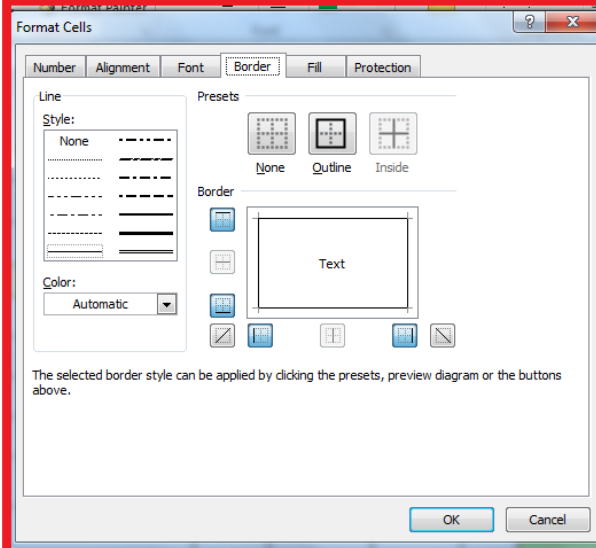 Format Painter
Format Cells
Number Alignment Font Border Fill Protection
Line
Presets
Style:
None
None Outline Inside
Border
Text
Color:
Automatic
The selected border style can be applied by clicking the presets, preview diagram or the buttons
above.
OK Cancel